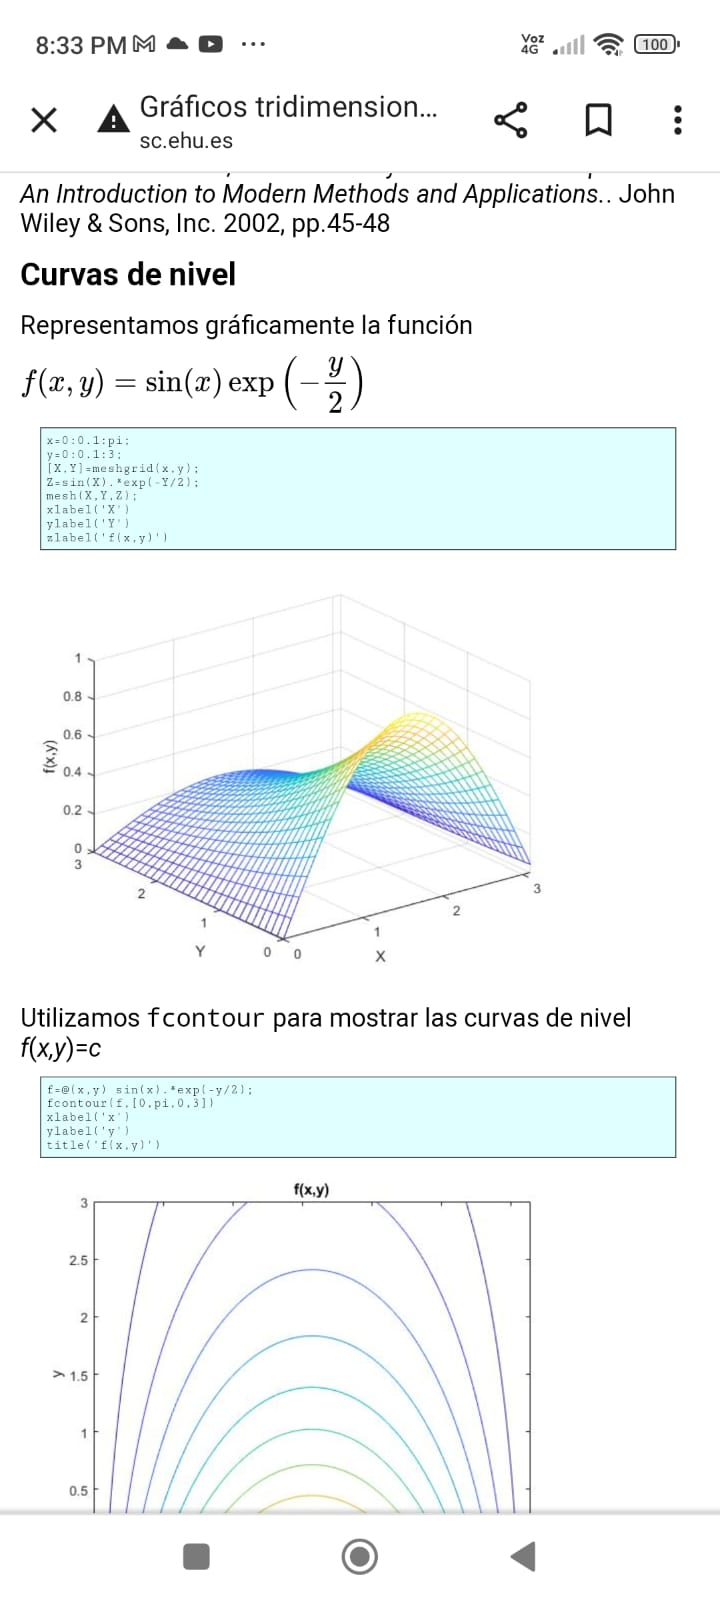 8:33 PM
Voz 4G
100
Gráficos tridimension...
sc.ehu.es
An Introduction to Modern Methods and Applications.. John
Wiley & Sons, Inc. 2002, pp.45-48
Curvas de nivel
Representamos gráficamente la función
f(x, y) = sin(x) exp(-y/2)
x=0:0.1:pi;
y=0:0.1:3;
[X,Y]=meshgrid(x,y);
Z=sin(X).*exp(-Y/2);
mesh(X,Y,Z);
xlabel('X')
ylabel('Y')
zlabel('f(x,y)')
1
0.8
0.6
0.4
0.2
0
f(x,y)
3
2
1
0
Y
0
1
2
3
X
Utilizamos fcontour para mostrar las curvas de nivel
f(x,y)=c
f=@(x,y) sin(x).*exp(-y/2);
fcontour(f,[0,pi,0,3])
xlabel('x')
ylabel('y')
title('f(x,y)')
f(x,y)
3
2.5
2
y
1.5
1
0.5